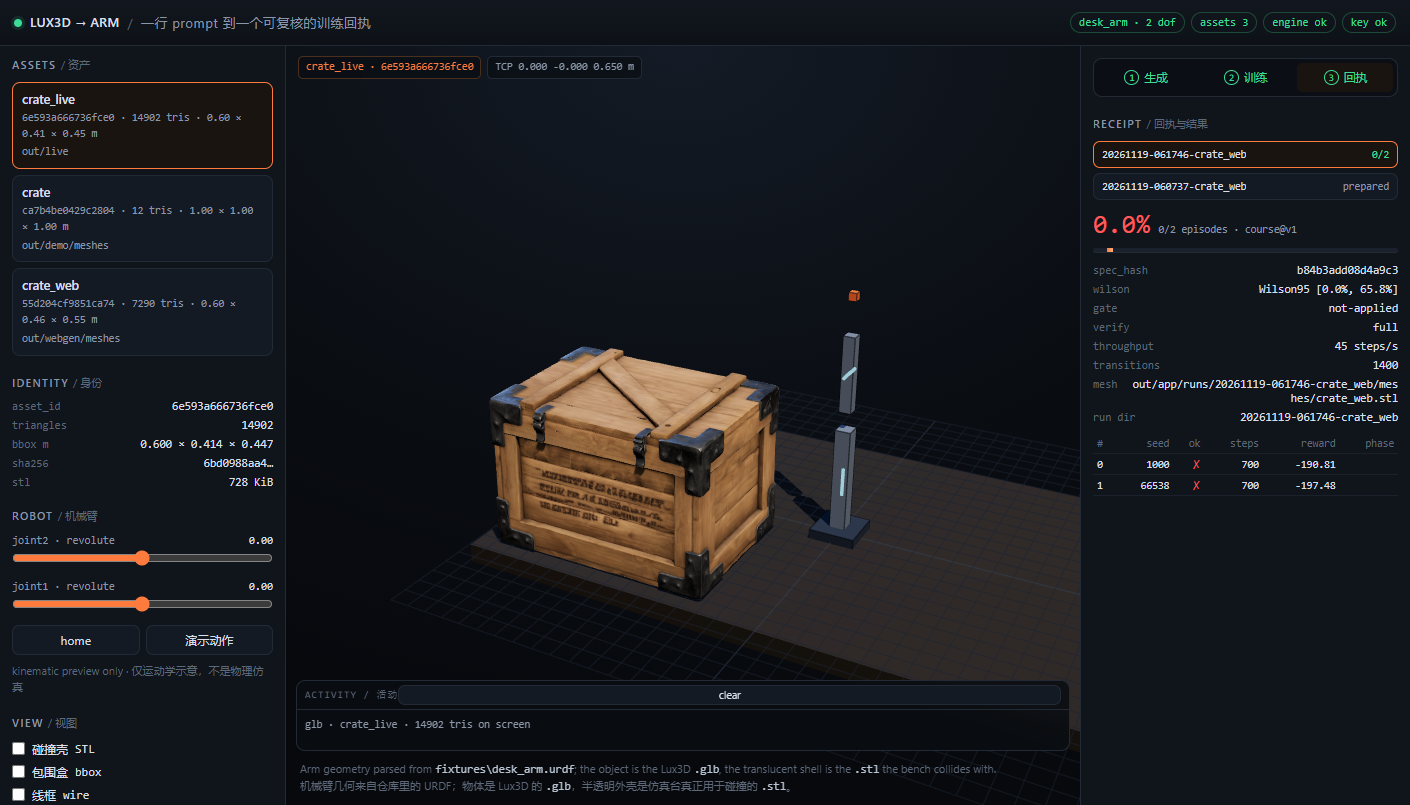 LUX3D → ARM / 一行 prompt 到一个可复核的训练回执
desk_arm · 2 dof
assets 3
engine ok
key ok
ASSETS / 资产
crate_live
6e593a666736fce0 · 14902 tris · 0.60 ×
0.41 × 0.45 m
out/live
crate
ca7b4be0429c2804 · 12 tris · 1.00 × 1.00
× 1.00 m
out/demo/meshes
crate_web
55d204cf9851ca74 · 7290 tris · 0.60 ×
0.46 × 0.55 m
out/webgen/meshes
IDENTITY / 身份
asset_id 6e593a666736fce0
triangles 14902
bbox m 0.600 × 0.414 × 0.447
sha256 6bd0988aa4…
stl 728 KiB
ROBOT / 机械臂
joint2 · revolute 0.00
joint1 · revolute 0.00
home
演示动作
kinematic preview only · 仅运动学示意，不是物理仿
真
VIEW / 视图
碰撞壳 STL
包围盒 bbox
线框 wire
crate_live · 6e593a666736fce0
TCP 0.000 -0.000 0.650 m
ACTIVITY / 活动
clear
glb · crate_live · 14902 tris on screen
Arm geometry parsed from fixtures\desk_arm.urdf; the object is the Lux3D .glb, the translucent shell is the .stl the bench collides with.
机械臂几何来自仓库里的 URDF；物体是 Lux3D 的 .glb，半透明外壳是仿真台真正用于碰撞的 .stl。
1 生成
2 训练
3 回执
RECEIPT / 回执与结果
20261119-061746-crate_web 0/2
20261119-060737-crate_web prepared
0.0% 0/2 episodes · course@v1
spec_hash b84b3add08d4a9c3
wilson Wilson95 [0.0%, 65.8%]
gate not-applied
verify full
throughput 45 steps/s
transitions 1400
mesh out/app/runs/20261119-061746-crate_web/mes
hes/crate_web.stl
run dir 20261119-061746-crate_web
# seed ok steps reward phase
0 1000 ✗ 700 -190.81
1 66538 ✗ 700 -197.48